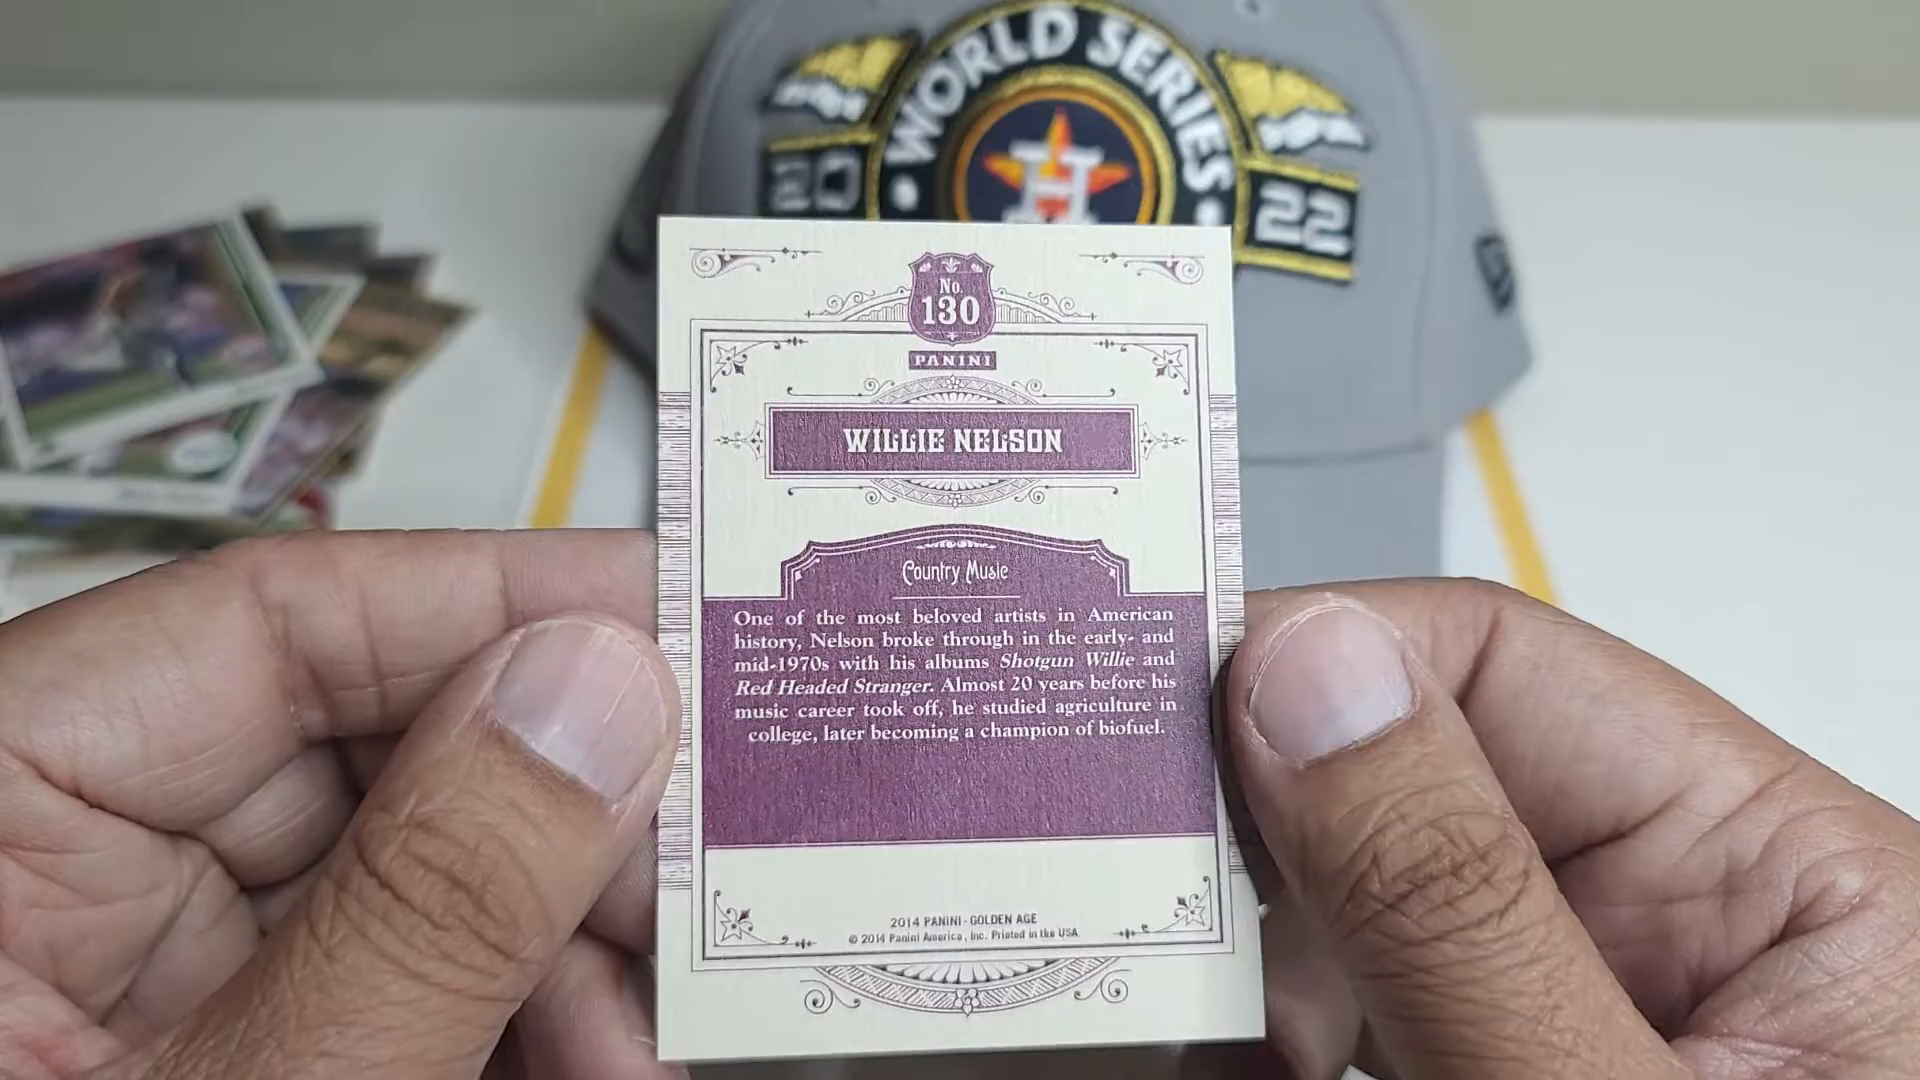 WORLD SERIES
20 22
No.
130
PANINI
WILLIE NELSON
Country Music
One of the most beloved artists in American
history, Nelson broke through in the early- and
mid-1970s with his albums Shotgun Willie and
Red Headed Stranger. Almost 20 years before his
music career took off, he studied agriculture in
college, later becoming a champion of biofuel.
2014 PANINI - GOLDEN AGE
© 2014 Panini America, Inc. Printed in the USA.